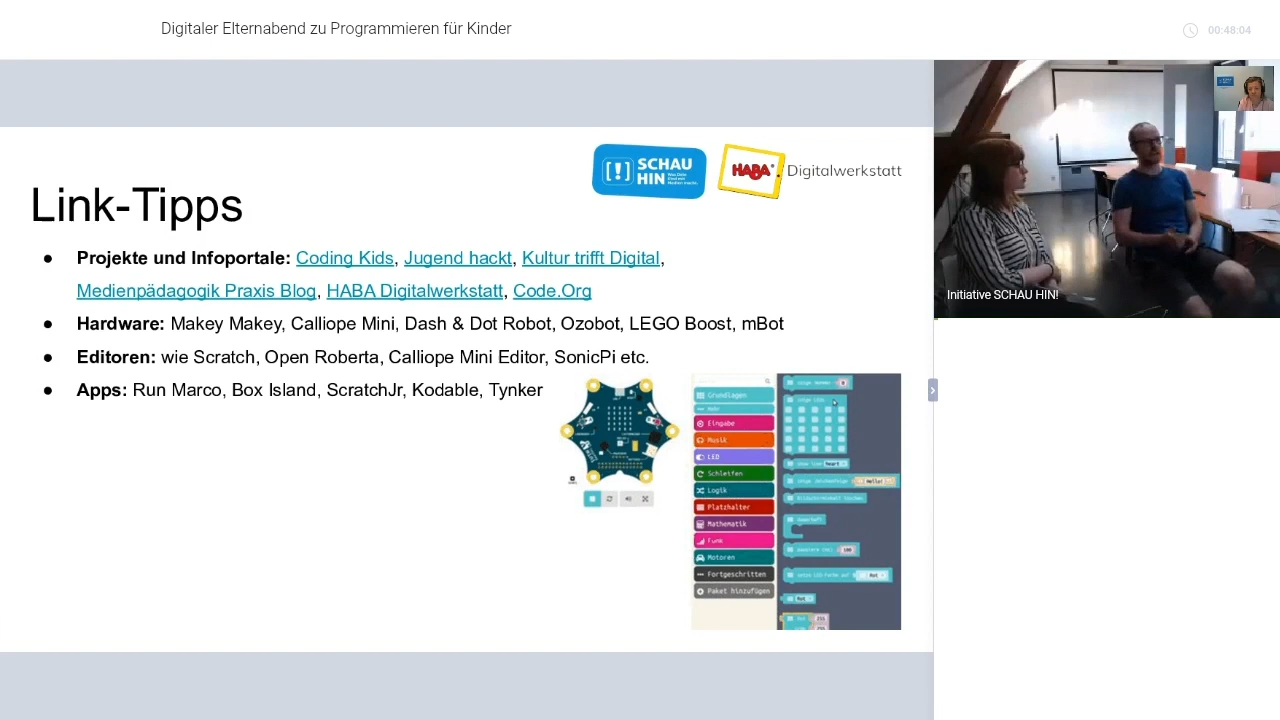 Digitaler Elternabend zu Programmieren für Kinder
00:48:04
SCHAU HIN
HABA Digitalwerkstatt
Link-Tipps
● Projekte und Infoportale: Coding Kids, Jugend hackt, Kultur trifft Digital,
Medienpädagogik Praxis Blog, HABA Digitalwerkstatt, Code.Org
● Hardware: Makey Makey, Calliope Mini, Dash & Dot Robot, Ozobot, LEGO Boost, mBot
● Editoren: wie Scratch, Open Roberta, Calliope Mini Editor, SonicPi etc.
● Apps: Run Marco, Box Island, ScratchJr, Kodable, Tynker
Grundlagen
Mehr
Eingabe
Musik
LED
Schleifen
Logik
Platzhalter
Mathematik
Funk
Motoren
Fortgeschritten
Paket hinzufügen
Initiative SCHAU HIN!